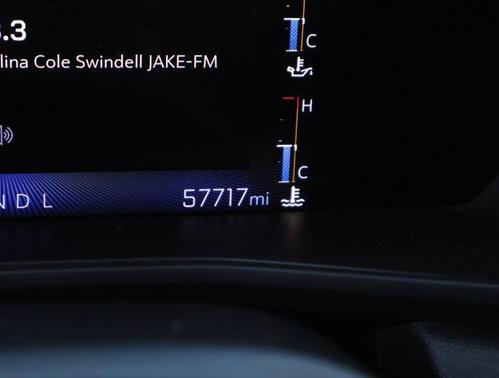 .3
lina Cole Swindell JAKE-FM
C
H
C
N D L
57717mi